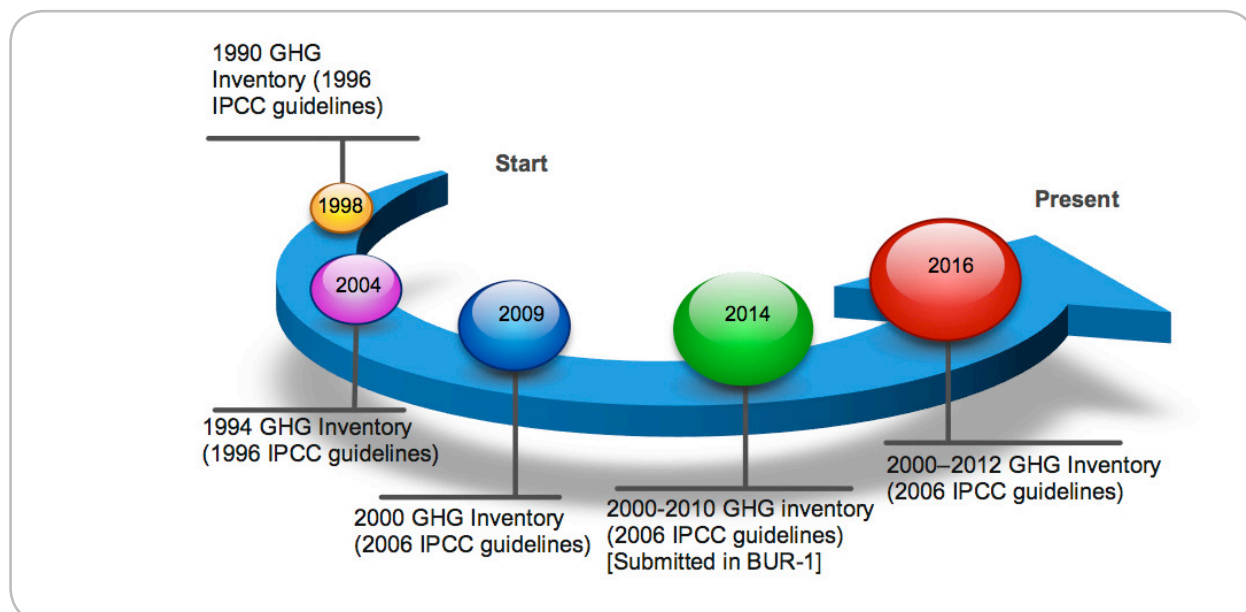 1990 GHG
Inventory (1996
IPCC guidelines)
Start
Present
1998
2004
2009
2014
2016
1994 GHG Inventory
(1996 IPCC guidelines)
2000 GHG Inventory
(2006 IPCC guidelines)
2000-2010 GHG inventory
(2006 IPCC guidelines)
[Submitted in BUR-1]
2000–2012 GHG Inventory
(2006 IPCC guidelines)